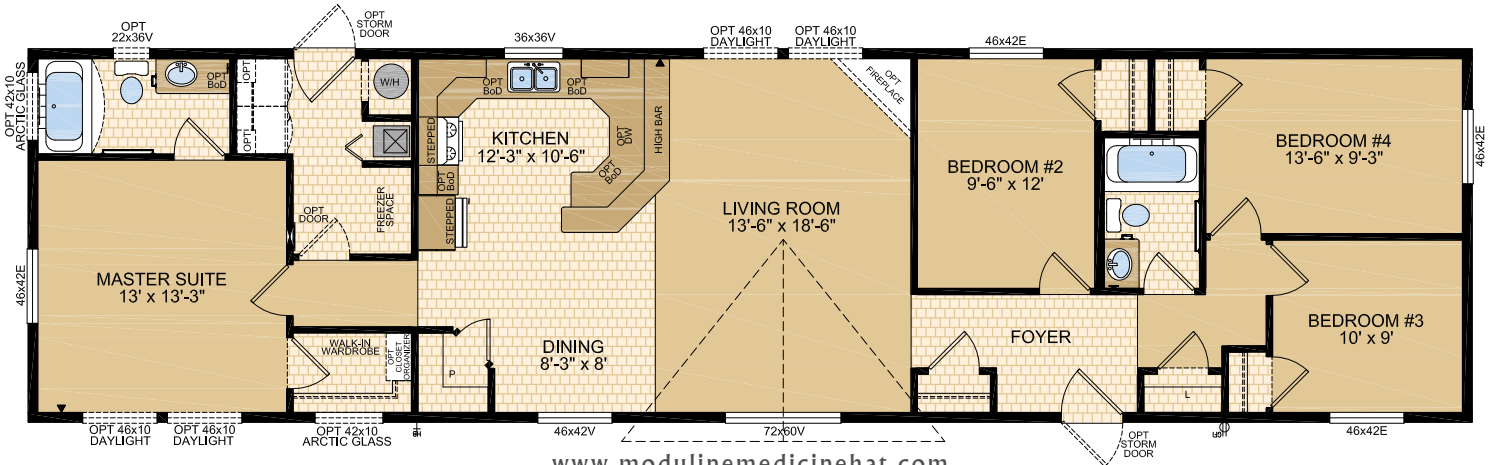 OPT
22x36V
OPT
STORM
DOOR
36x36V
OPT 46x10
DAYLIGHT
OPT 46x10
DAYLIGHT
46x42E
OPT 42x10
ARCTIC GLASS
OPT
BoD
OPT
OPT
W/H
OPT
BoD
OPT
BoD
OPT
FIREPLACE
STEPPED
KITCHEN
12'-3" x 10'-6"
OPT
DW
HIGH BAR
OPT
BoD
STEPPED
FREEZER
SPACE
OPT
DOOR
BEDROOM #2
9'-6" x 12'
BEDROOM #4
13'-6" x 9'-3"
46x42E
LIVING ROOM
13'-6" x 18'-6"
46x42E
MASTER SUITE
13' x 13'-3"
WALK-IN
WARDROBE
OPT
CLOSET
ORGANIZER
P
DINING
8'-3" x 8'
FOYER
BEDROOM #3
10' x 9'
L
OPT 46x10
DAYLIGHT
OPT 46x10
DAYLIGHT
OPT 42x10
ARCTIC GLASS
46x42V
72x60V
OPT
STORM
DOOR
46x42E
www.modulinemedicinehat.com